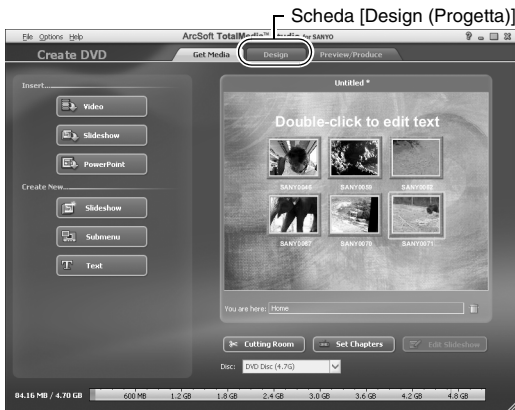 Scheda [Design (Progetta)]
File Options Help
ArcSoft TotalMedia™ Studio for SANYO
Create DVD
Get Media
Design
Preview/Produce
Insert...
Video
Slideshow
PowerPoint
Create New...
Slideshow
Submenu
Text
Untitled *
Double-click to edit text
SANY0048 SANY0050 SANY0052
SANY0067 SANY0070 SANY0071
You are here: Home
Cutting Room
Set Chapters
Edit Slideshow
Disc: DVD Disc (4.7G)
84.16 MB / 4.70 GB
600 MB 1.2 GB 1.8 GB 2.4 GB 3.0 GB 3.6 GB 4.2 GB 4.8 GB